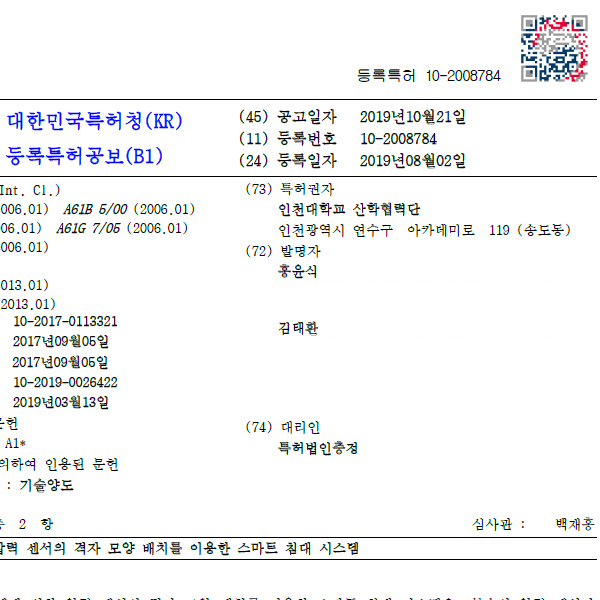 등록특허 10-2008784
대한민국특허청(KR)
등록특허공보(B1)
(45) 공고일자 2019년10월21일
(11) 등록번호 10-2008784
(24) 등록일자 2019년08월02일
Int. Cl.)
006.01) A61B 5/00 (2006.01)
006.01) A61G 7/05 (2006.01)
006.01)
013.01)
2013.01)
10-2017-0113321
2017년09월05일
2017년09월05일
10-2019-0026422
2019년03월13일
문헌
A1*
의하여 인용된 문헌
: 기술양도
(73) 특허권자
인천대학교 산학협력단
인천광역시 연수구 아카데미로 119 (송도동)
(72) 발명자
홍윤식
김태환
(74) 대리인
특허법인충정
총 2 항
심사관 : 백재홍
압력 센서의 격자 모양 배치를 이용한 스마트 침대 시스템